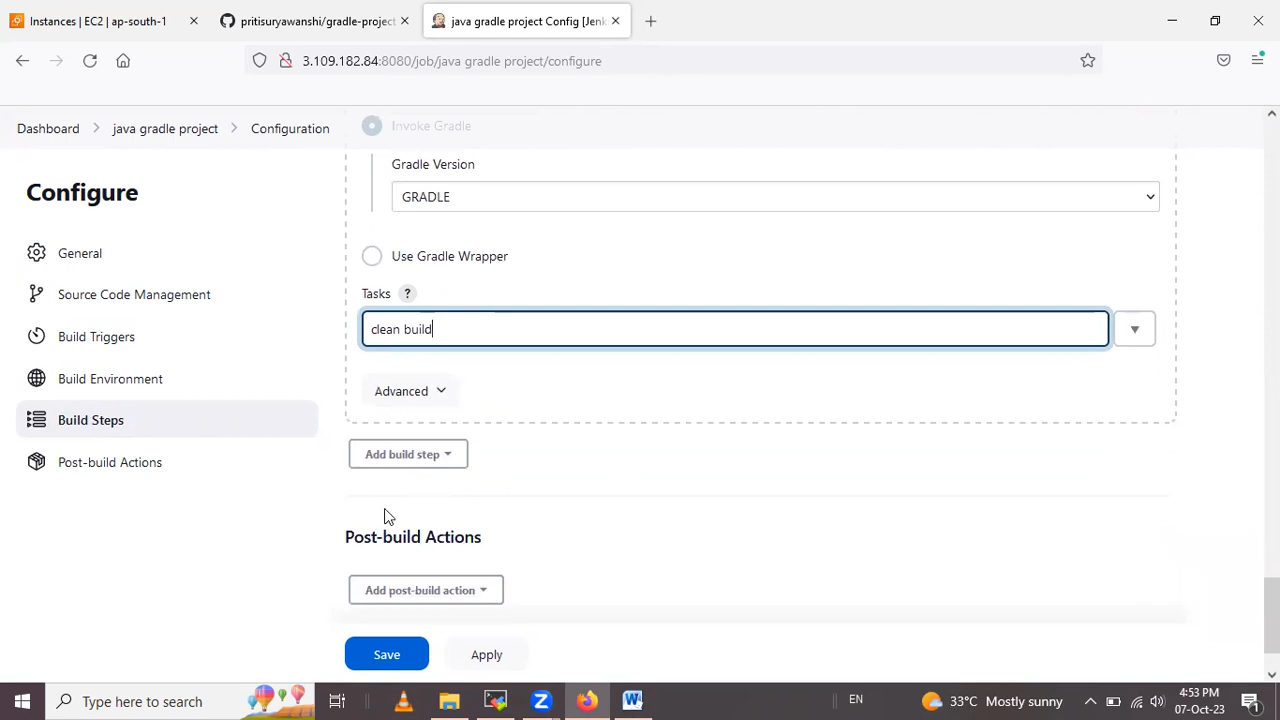 Instances | EC2 | ap-south-1
pritisuryawanshi/gradle-project
java gradle project Config [Jenk
3.109.182.84:8080/job/java gradle project/configure
Dashboard
java gradle project
Configuration
Configure
General
Source Code Management
Build Triggers
Build Environment
Build Steps
Post-build Actions
Invoke Gradle
Gradle Version
GRADLE
Use Gradle Wrapper
Tasks ?
clean build
Advanced
Add build step
Post-build Actions
Add post-build action
Save
Apply
Type here to search
EN
33°C Mostly sunny
4:53 PM
07-Oct-23
1